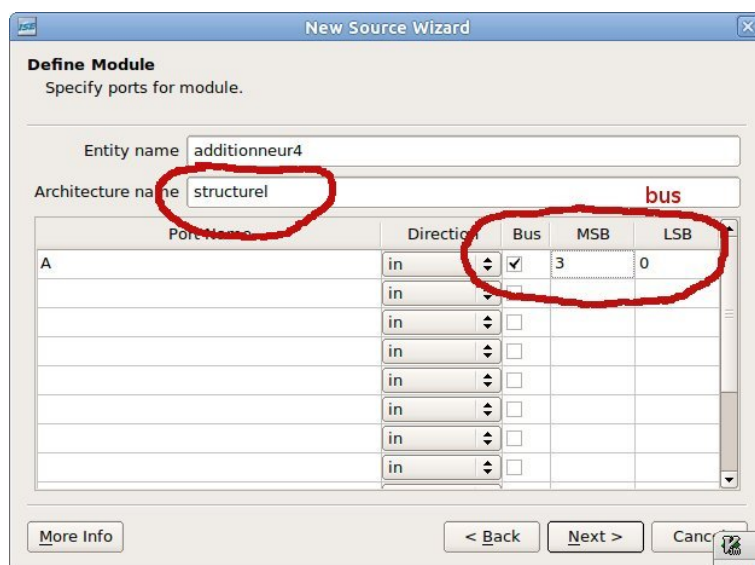 ISE New Source Wizard
Define Module
Specify ports for module.
Entity name additionneur4
Architecture name structurel
bus
Port Name Direction Bus MSB LSB
A in 3 0
in
in
in
in
in
in
in
More Info < Back Next > Cancel